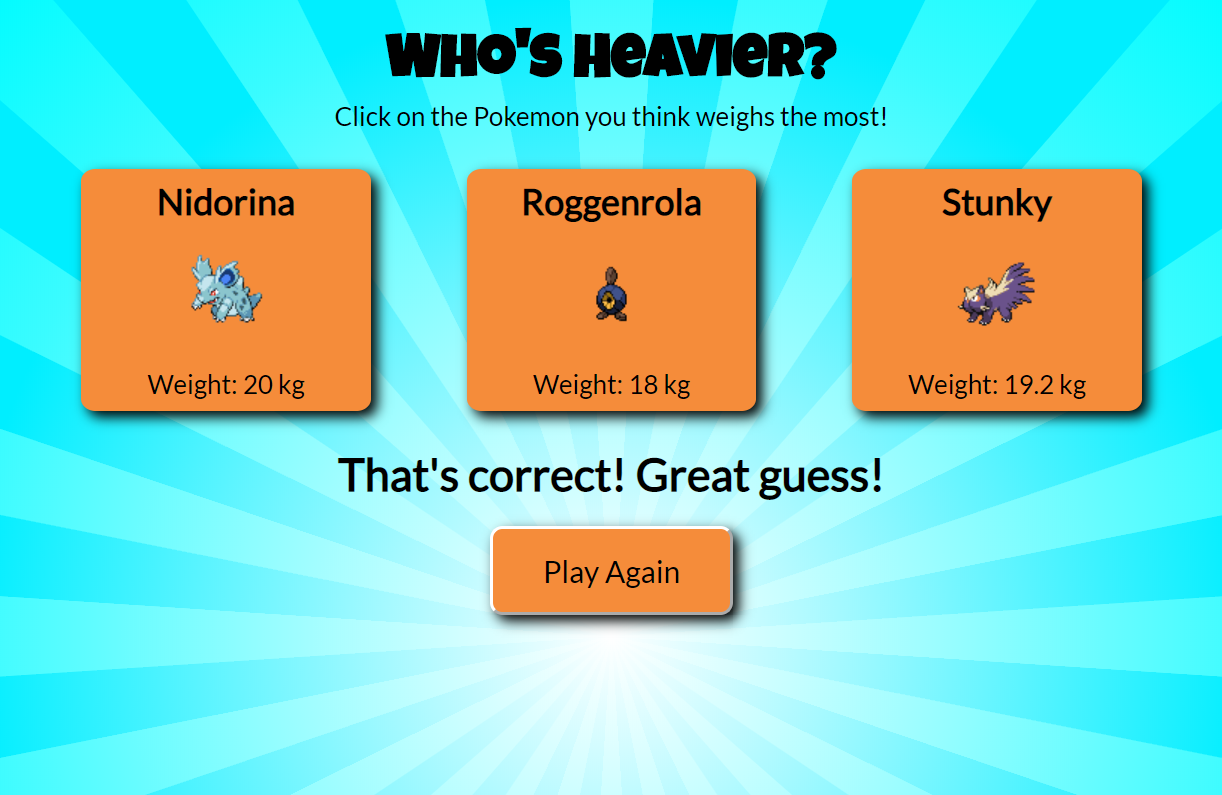 Who's Heavier?
Click on the Pokemon you think weighs the most!
Nidorina
Roggenrola
Stunky
Weight: 20 kg
Weight: 18 kg
Weight: 19.2 kg
That's correct! Great guess!
Play Again